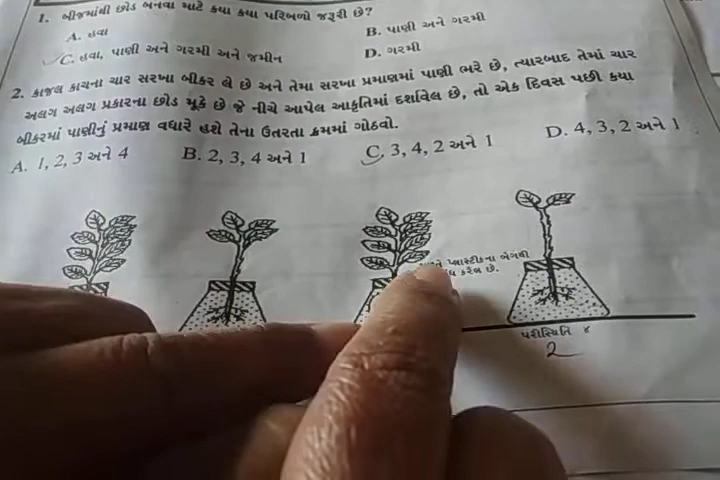 1. બીજમાંથી છોડ બનવા માટે કયા કયા પરિબળો જરૂરી છે?
A. હવા
B. પાણી અને ગરમી
C. હવા, પાણી અને ગરમી અને જમીન
D. ગરમી
2. કાજલ કાચના ચાર સરખા બીકર લે છે અને તેમા સરખા પ્રમાણમાં પાણી ભરે છે, ત્યારબાદ તેમાં ચાર
અલગ અલગ પ્રકારના છોડ મૂકે છે જે નીચે આપેલ આકૃતિમાં દર્શાવેલ છે, તો એક દિવસ પછી કયા
બીકરમાં પાણીનું પ્રમાણ વધારે હશે તેના ઉતરતા ક્રમમાં ગોઠવો.
A. 1, 2, 3 અને 4
B. 2, 3, 4 અને 1
C. 3, 4, 2 અને 1
D. 4, 3, 2 અને 1
પ્લાસ્ટીકના બેગથી
કરેલ છે.
પરીસ્થિતિ ૪
2